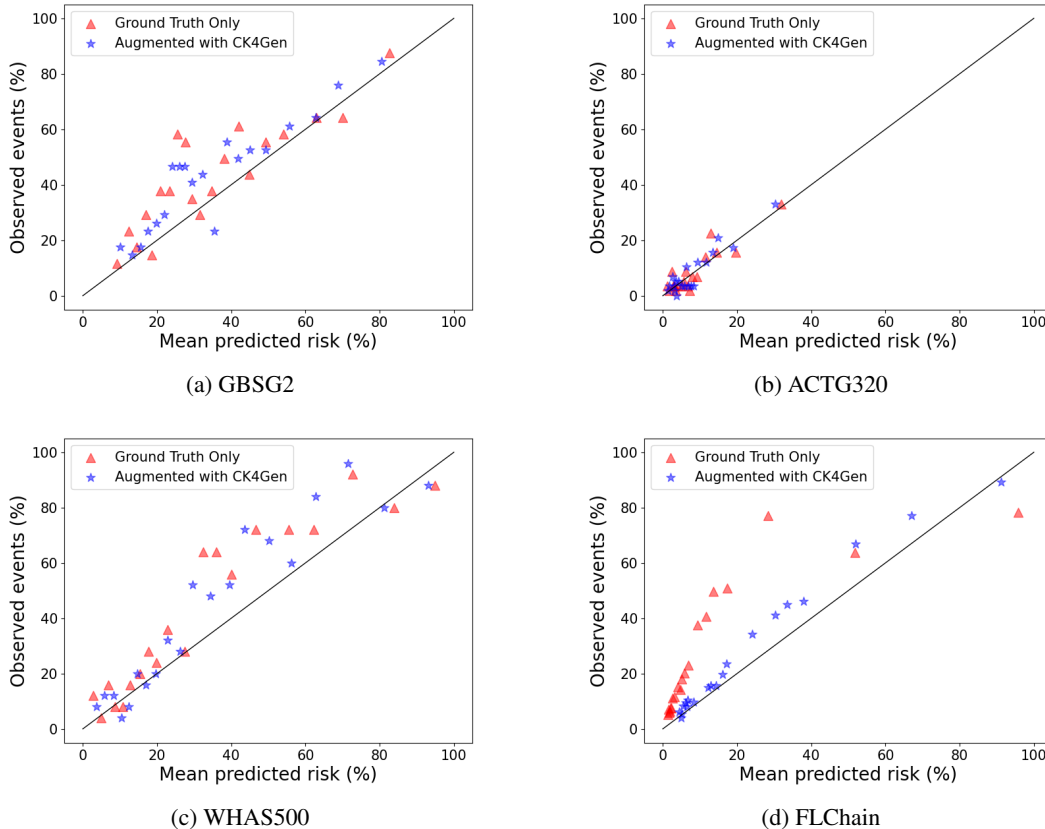 Ground Truth Only
Augmented with CK4Gen
Observed events (%)
100
80
60
40
20
0
0 20 40 60 80 100
Mean predicted risk (%)
(a) GBSG2
Ground Truth Only
Augmented with CK4Gen
Observed events (%)
100
80
60
40
20
0
0 20 40 60 80 100
Mean predicted risk (%)
(b) ACTG320
Ground Truth Only
Augmented with CK4Gen
Observed events (%)
100
80
60
40
20
0
0 20 40 60 80 100
Mean predicted risk (%)
(c) WHAS500
Ground Truth Only
Augmented with CK4Gen
Observed events (%)
100
80
60
40
20
0
0 20 40 60 80 100
Mean predicted risk (%)
(d) FLChain